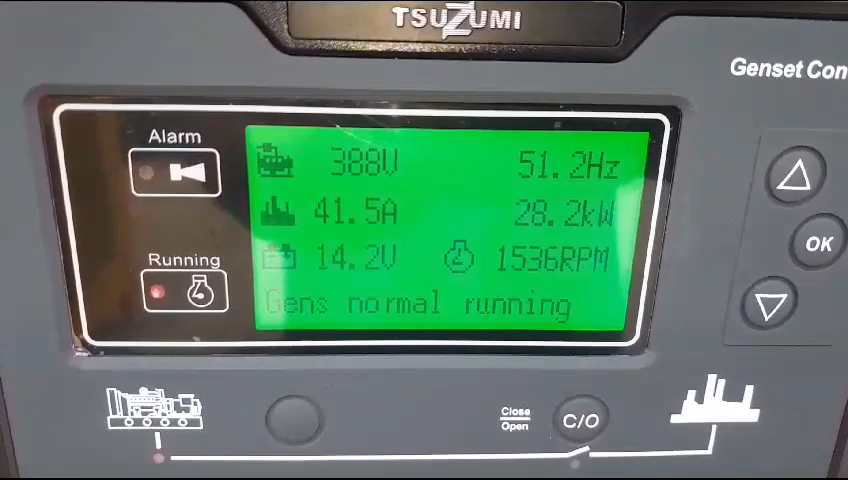 TSUZUMI
Genset Con
Alarm
388V 51.2Hz
41.5A 28.2kW
Running
14.2V 1536RPM
Gens normal running
OK
Close
Open
C/O